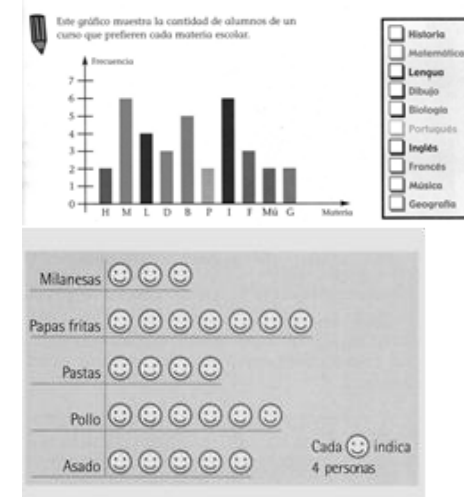 Este gráfico muestra la cantidad de alumnos de un
curso que prefieren cada materia escolar.
Frecuencia
7
6
5
4
3
2
1
0
H M L D B P I F Mú G
Materia
Historia
Matemática
Lengua
Dibujo
Biología
Portugués
Inglés
Francés
Música
Geografía
Milanesas
Papas fritas
Pastas
Pollo
Asado
Cada indica
4 personas